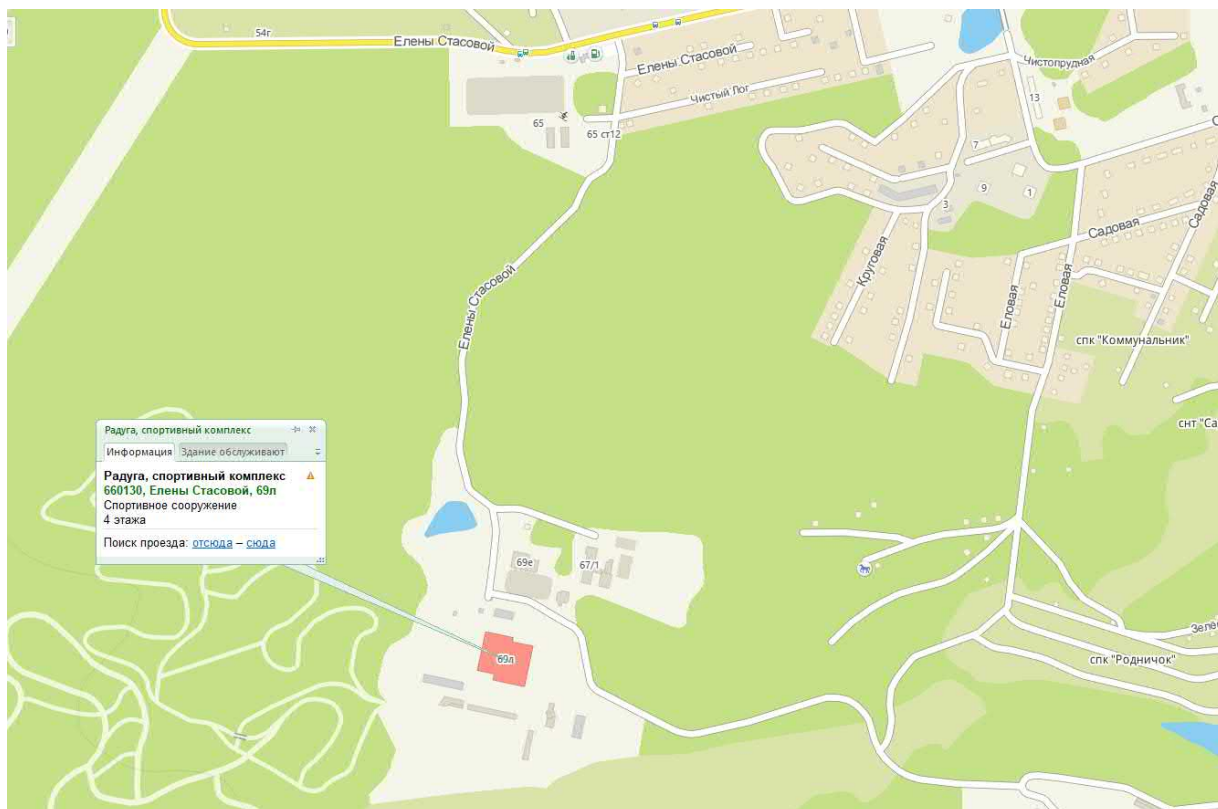 54г
Елены Стасовой
Елены Стасовой
Чистопрудная
Чистый Лог
13
65
65 ст12
7
9
1
3
Садовая
Садовая
Круговая
Еловая
Еловая
Елены Стасовой
спк "Коммунальник"
снт "Са
Радуга, спортивный комплекс
Информация
Здание обслуживают
Радуга, спортивный комплекс
660130, Елены Стасовой, 69л
Спортивное сооружение
4 этажа
Поиск проезда: отсюда – сюда
69е
67/1
69л
Зелё
спк "Родничок"